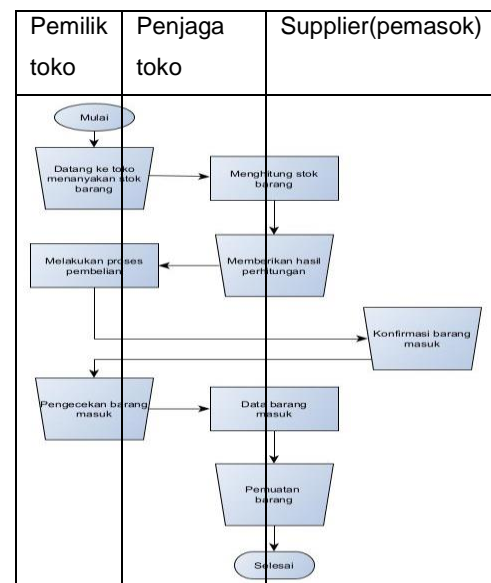 Pemilik
toko
Penjaga
toko
Supplier(pemasok)
Mulai
Datang ke toko
menanyakan stok
barang
Menghitung stok
barang
Melakukan proses
pembelian
Memberikan hasil
perhitungan
Konfirmasi barang
masuk
Pengecekan barang
masuk
Data barang
masuk
Pemuatan
barang
Selesai